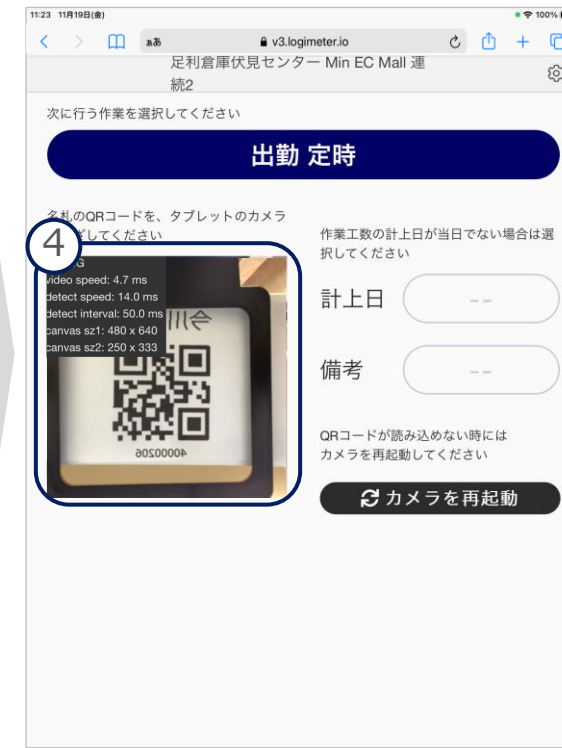 11:23 11月19日(金)
100%
ぁあ
v3.logimeter.io
足利倉庫伏見センター Min EC Mall 連
続2
次に行う作業を選択してください
出勤 定時
名札のQRコードを、タブレットのカメラ
ざしてください
4
G
video speed: 4.7 ms
detect speed: 14.0 ms
detect interval: 50.0 ms
canvas sz1: 480 x 640
canvas sz2: 250 x 333
今川
40000206
作業工数の計上日が当日でない場合は選
択してください
計上日
--
備考
--
QRコードが読み込めない時には
カメラを再起動してください
カメラを再起動